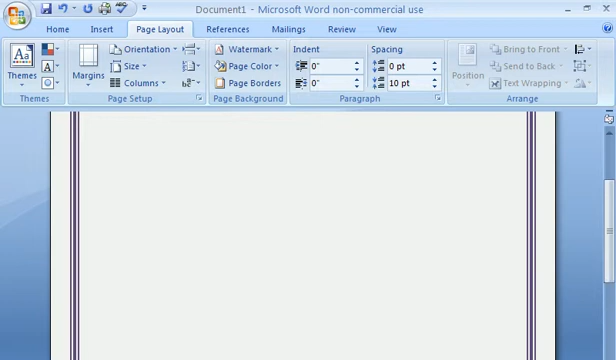 Document1 - Microsoft Word non-commercial use
Home Insert Page Layout References Mailings Review View
Themes
Margins
Orientation
Size
Columns
Watermark
Page Color
Page Borders
Indent
0"
0"
Spacing
0 pt
10 pt
Position
Bring to Front
Send to Back
Text Wrapping
Themes Page Setup Page Background Paragraph Arrange